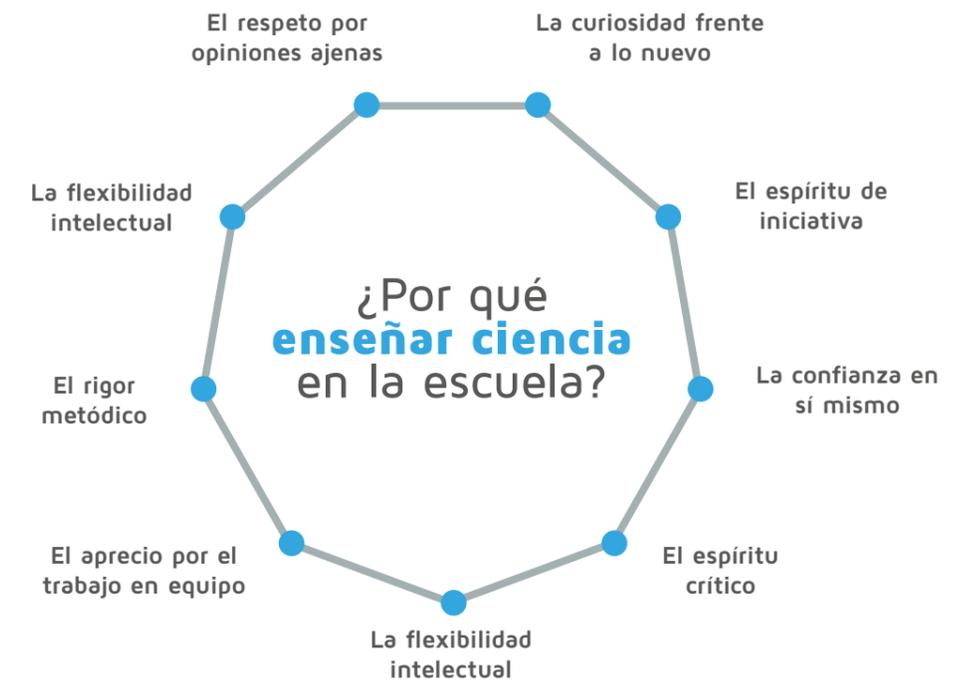 El respeto por
opiniones ajenas
La curiosidad frente
a lo nuevo
La flexibilidad
intelectual
El espíritu de
iniciativa
¿Por qué
enseñar ciencia
en la escuela?
El rigor
metódico
La confianza en
sí mismo
El aprecio por el
trabajo en equipo
El espíritu
crítico
La flexibilidad
intelectual